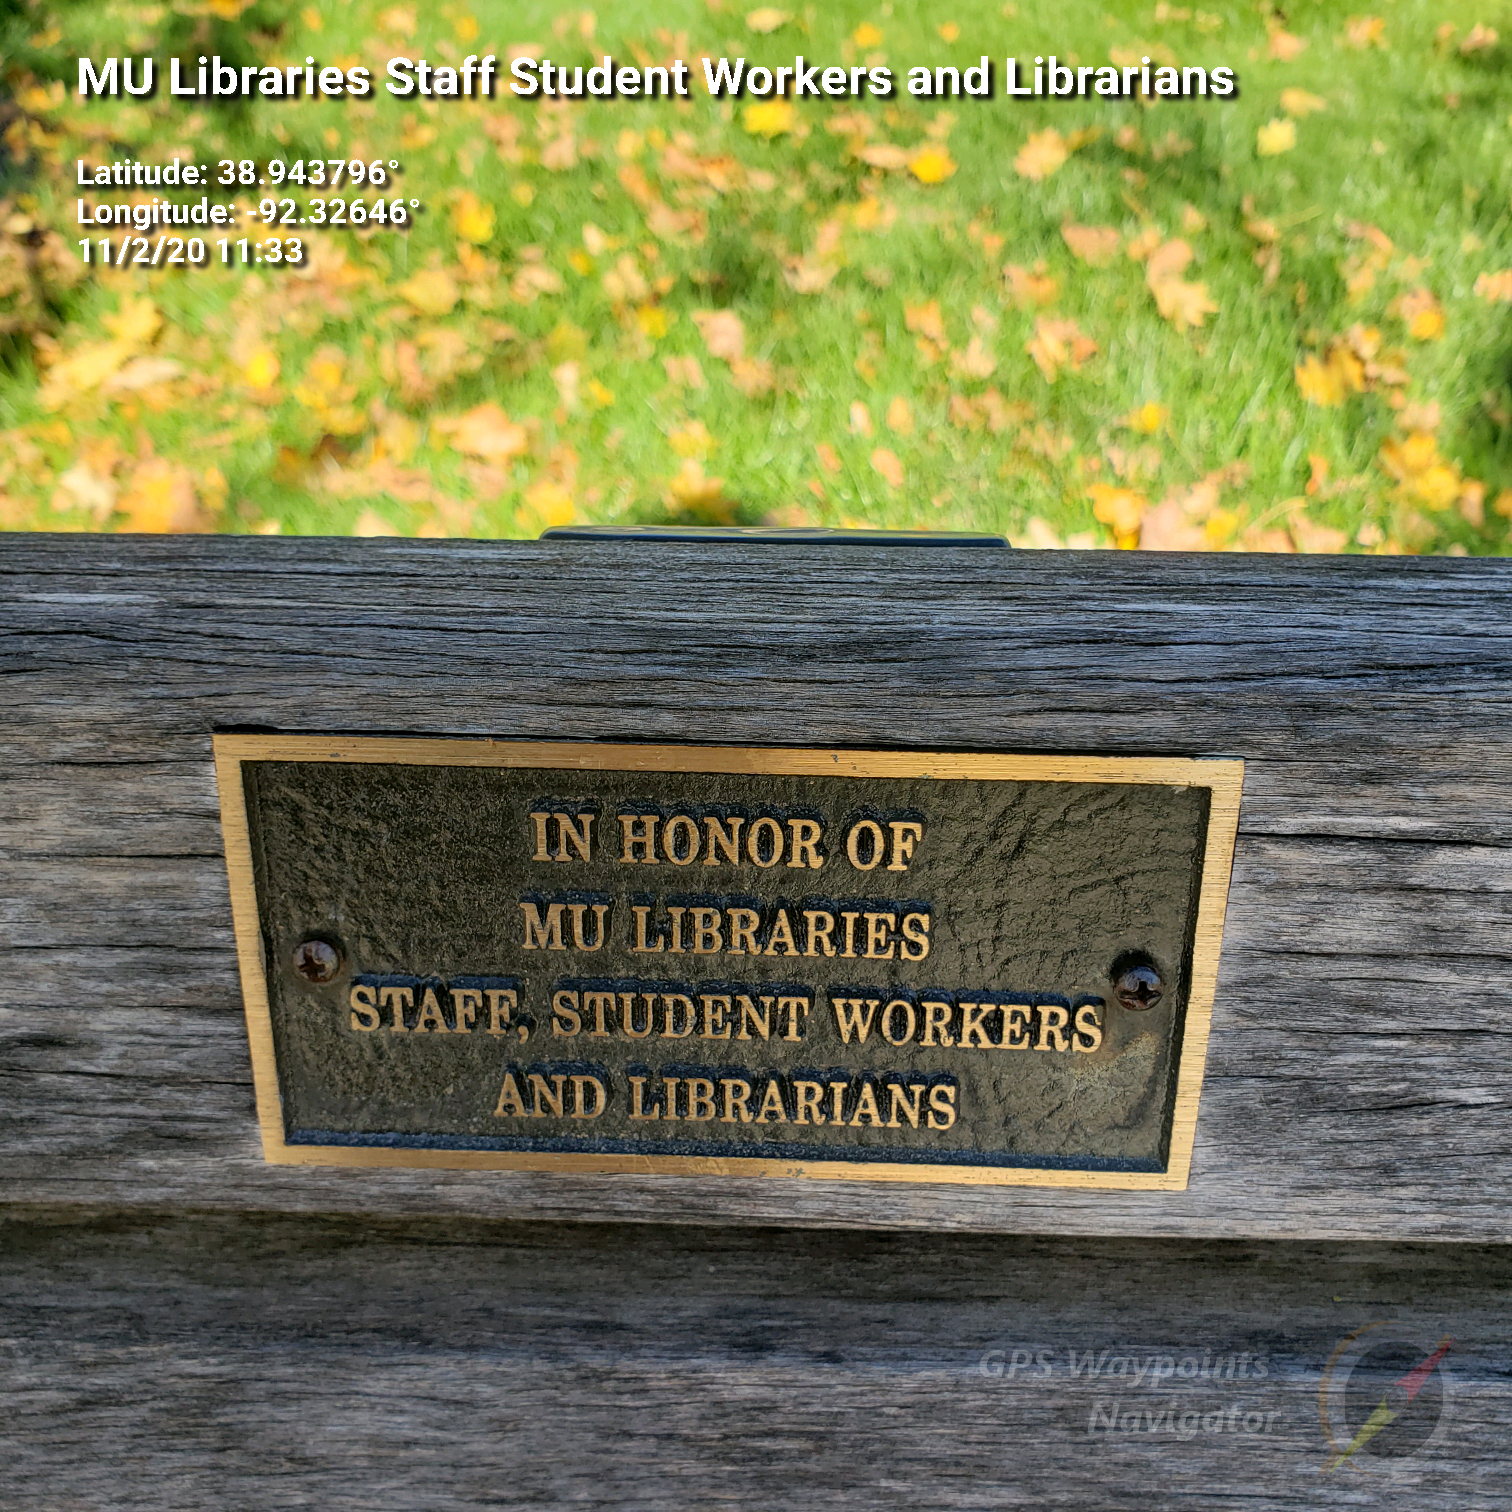 MU Libraries Staff Student Workers and Librarians
Latitude: 38.943796°
Longitude: -92.32646°
11/2/20 11:33
IN HONOR OF
MU LIBRARIES
STAFF, STUDENT WORKERS
AND LIBRARIANS
GPS Waypoints
Navigator